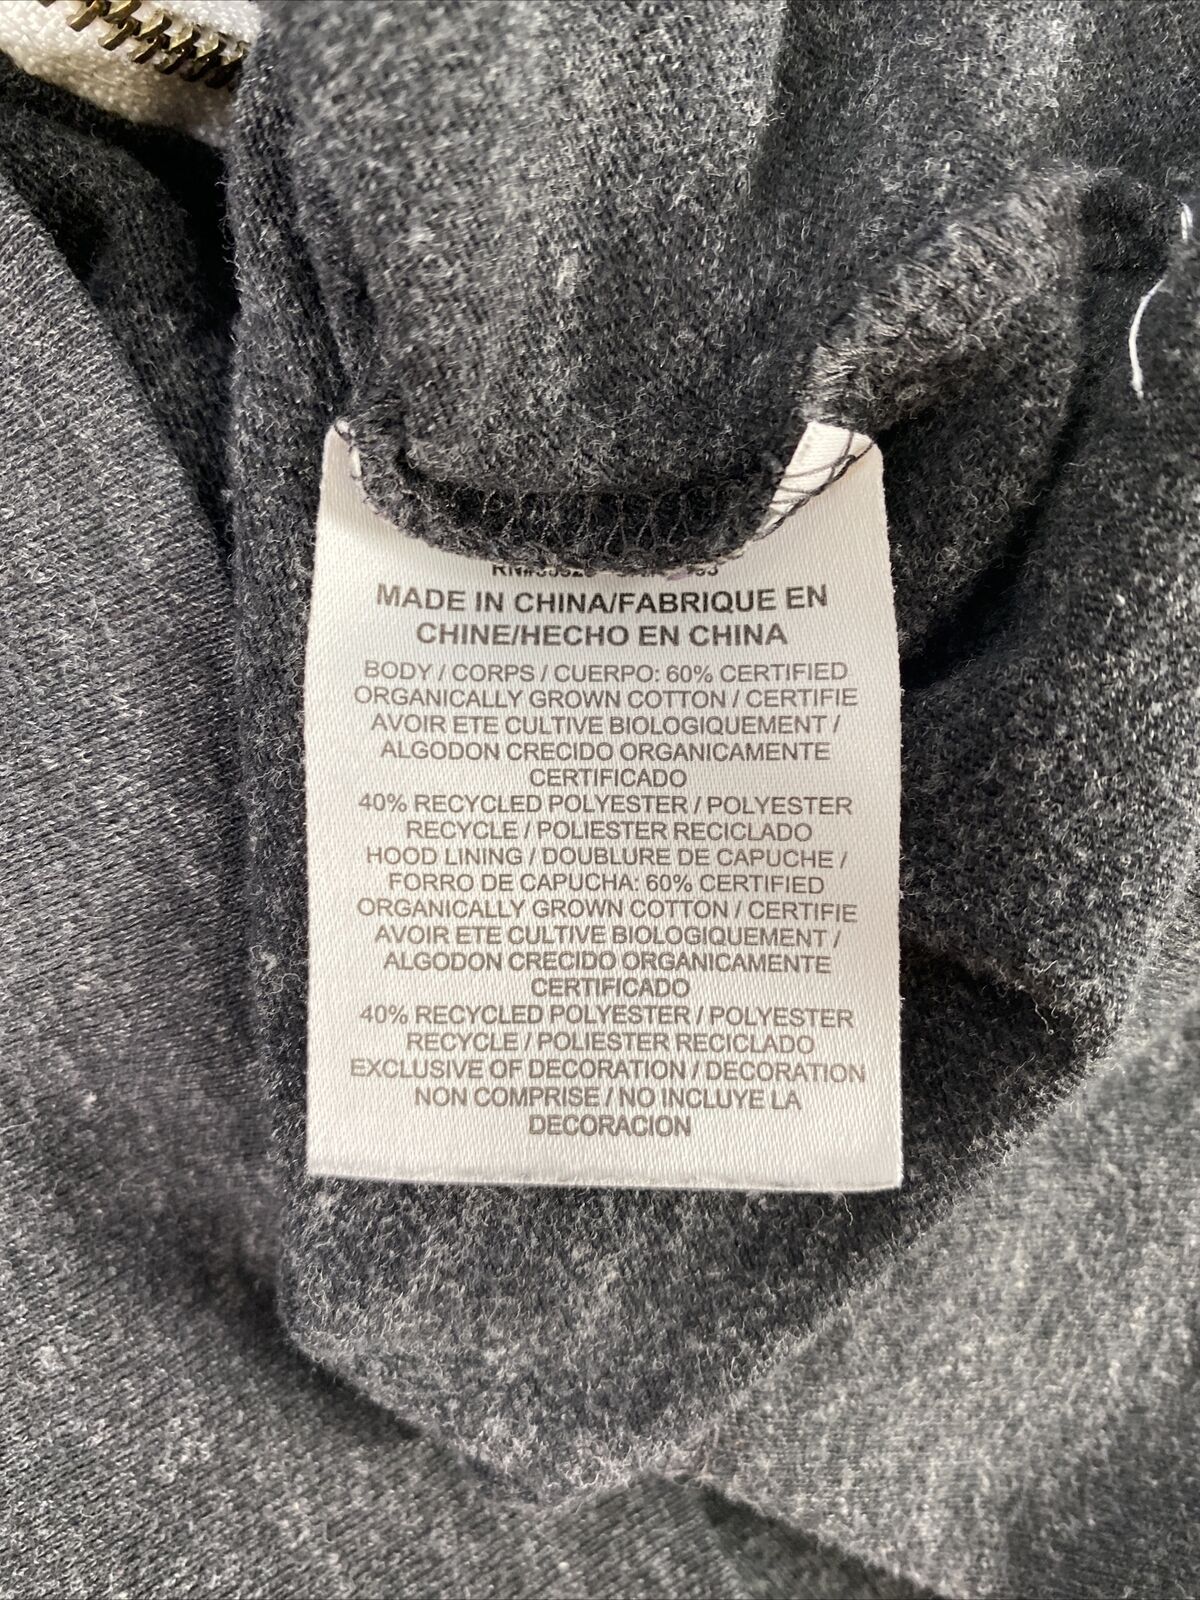 MADE IN CHINA/FABRIQUE EN
CHINE/HECHO EN CHINA
BODY / CORPS / CUERPO: 60% CERTIFIED
ORGANICALLY GROWN COTTON / CERTIFIE
AVOIR ETE CULTIVE BIOLOGIQUEMENT /
ALGODON CRECIDO ORGANICAMENTE
CERTIFICADO
40% RECYCLED POLYESTER / POLYESTER
RECYCLE / POLIESTER RECICLADO
HOOD LINING / DOUBLURE DE CAPUCHE /
FORRO DE CAPUCHA: 60% CERTIFIED
ORGANICALLY GROWN COTTON / CERTIFIE
AVOIR ETE CULTIVE BIOLOGIQUEMENT /
ALGODON CRECIDO ORGANICAMENTE
CERTIFICADO
40% RECYCLED POLYESTER / POLYESTER
RECYCLE / POLIESTER RECICLADO
EXCLUSIVE OF DECORATION / DECORATION
NON COMPRISE / NO INCLUYE LA
DECORACION